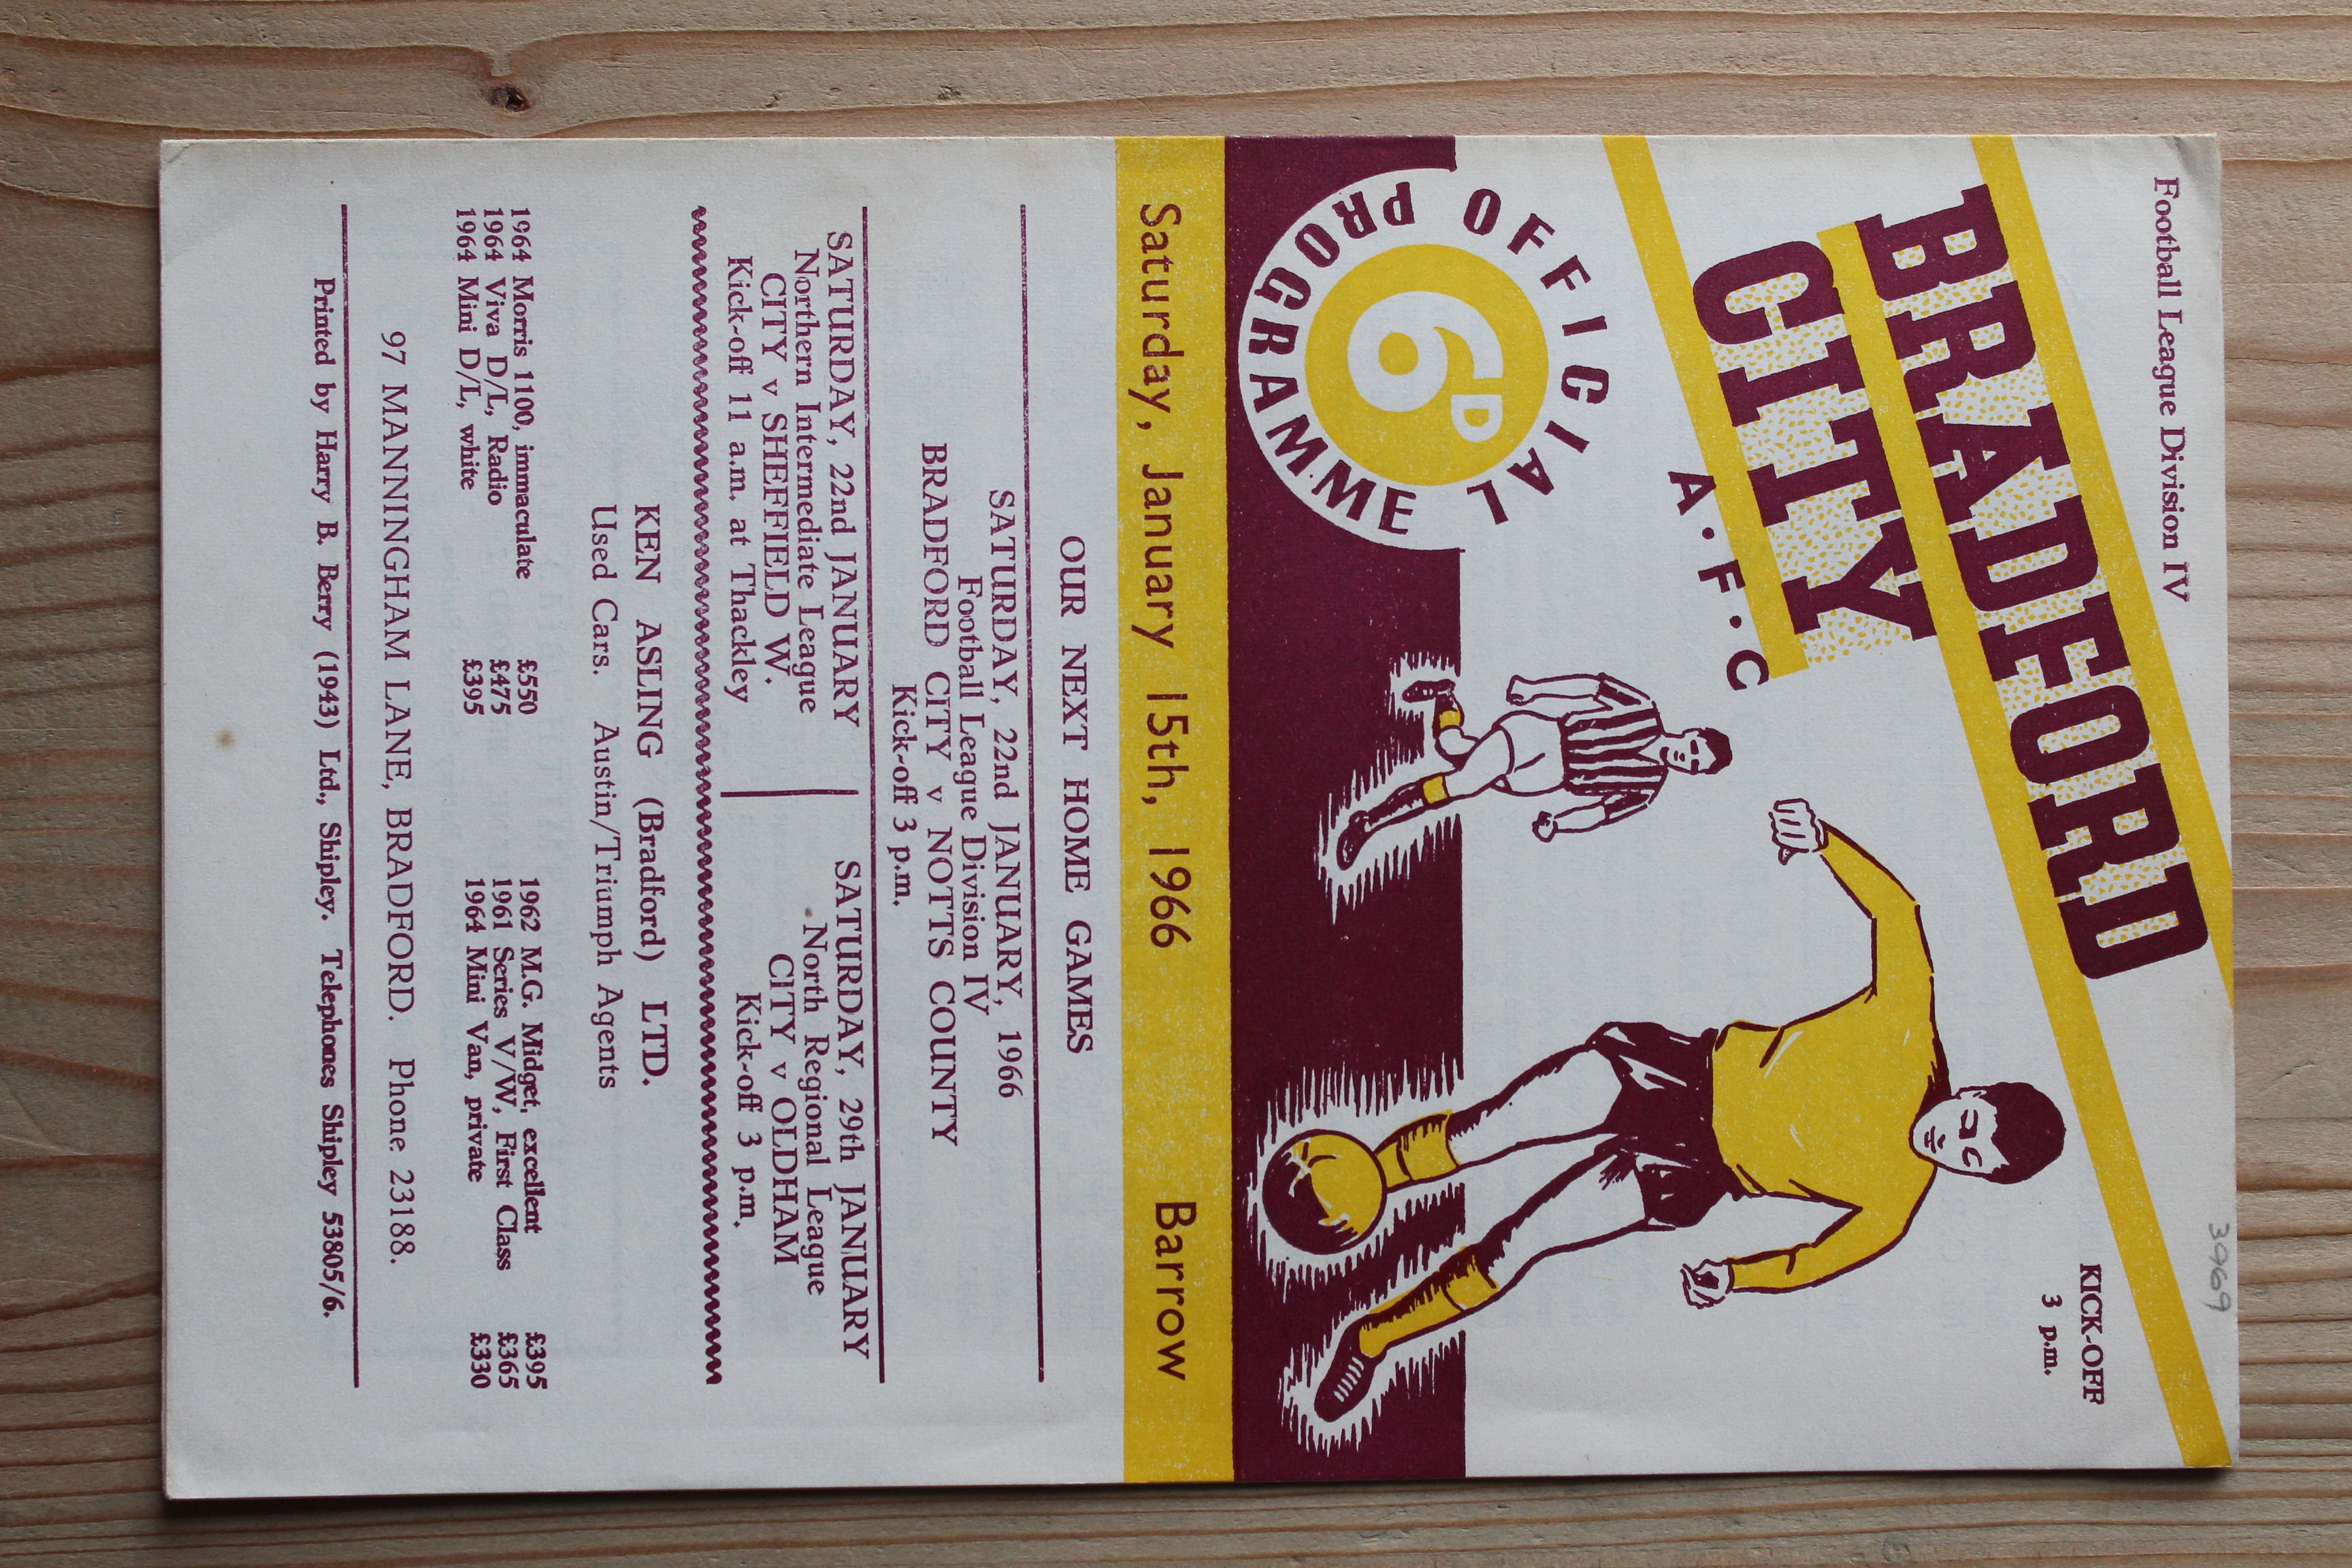 3969
Football League Division IV
BRADFORD
CITY
A·F·C
KICK-OFF
3 p.m.
OFFICIAL
PROGRAMME
6D
Saturday, January 15th, 1966 Barrow
OUR NEXT HOME GAMES
SATURDAY, 22nd JANUARY, 1966
Football League Division IV
BRADFORD CITY v NOTTS COUNTY
Kick-off 3 p.m.
SATURDAY, 22nd JANUARY
Northern Intermediate League
CITY v SHEFFIELD W.
Kick-off 11 a.m. at Thackley
SATURDAY, 29th JANUARY
North Regional League
CITY v OLDHAM
Kick-off 3 p.m.
KEN ASLING (Bradford) LTD.
Used Cars. Austin/Triumph Agents
1964 Morris 1100, immaculate £550
1964 Viva D/L, Radio £475
1964 Mini D/L, white £395
1962 M.G. Midget, excellent £395
1961 Series V/W, First Class £365
1964 Mini Van, private £330
97 MANNINGHAM LANE, BRADFORD. Phone 23188.
Printed by Harry B. Berry (1943) Ltd., Shipley. Telephones Shipley 53805/6.